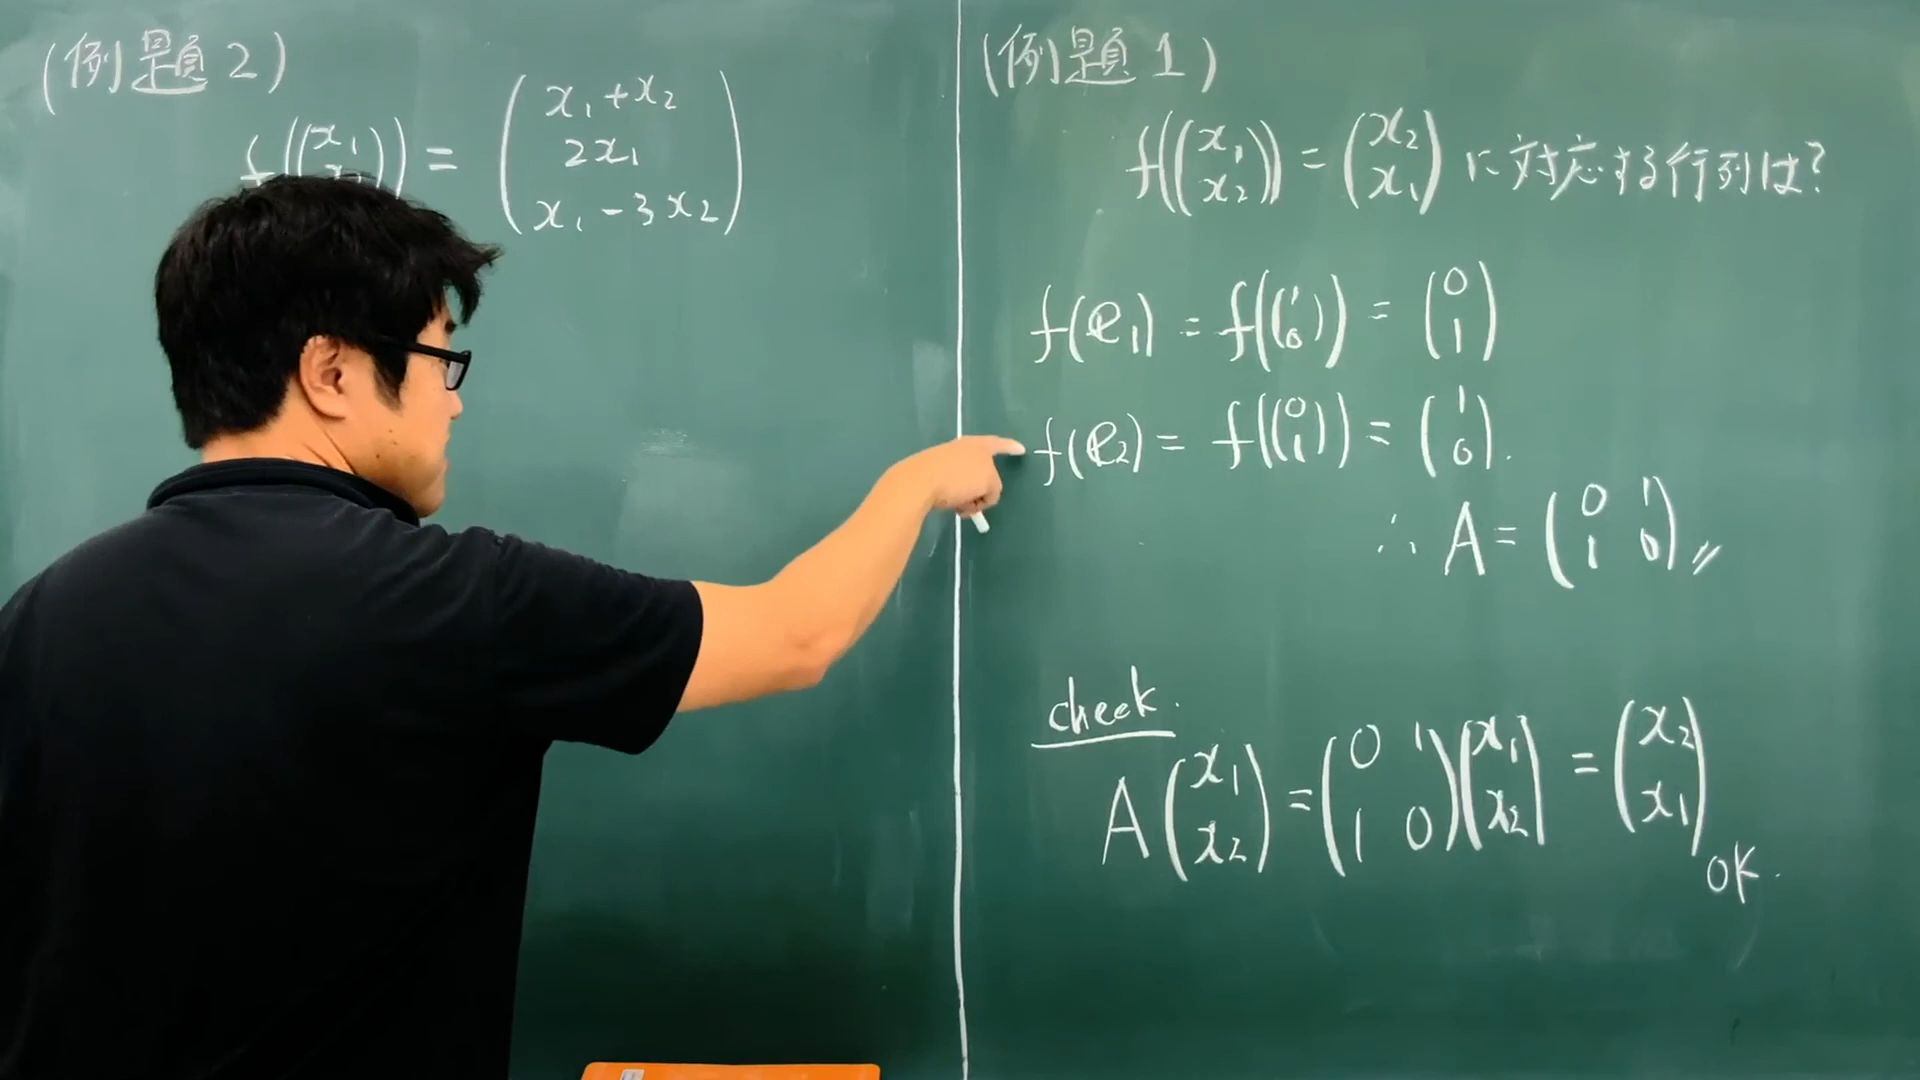 (例題2)
f((x₁ x₂)) = (x₁+x₂
2x₁
x₁-3x₂)
(例題1)
f((x₁ x₂)) = (x₂ x₁) に対応する行列は?
f(e₁) = f((1 0)) = (0 1)
f(e₂) = f((0 1)) = (1 0).
∴ A = (0 1
1 0)〃
check.
A(x₁ x₂) = (0 1 1 0)(x₁ x₂) = (x₂ x₁)
OK.